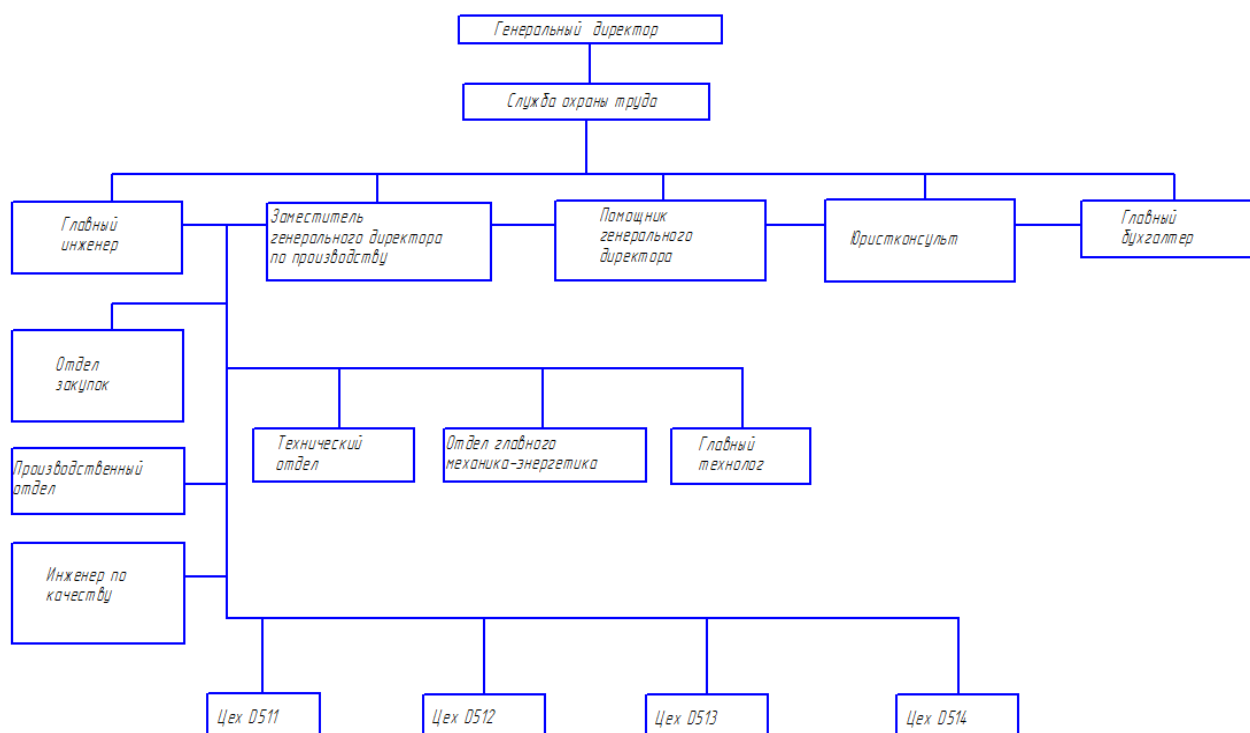 Генеральный директор
Служба охраны труда
Главный
инженер
Заместитель
генерального директора
по производству
Помощник
генерального
директора
Юристконсульт
Главный
бухгалтер
Отдел
закупок
Технический
отдел
Отдел главного
механика-энергетика
Главный
технолог
Производственный
отдел
Инженер по
качеству
Цех D511
Цех D512
Цех D513
Цех D514